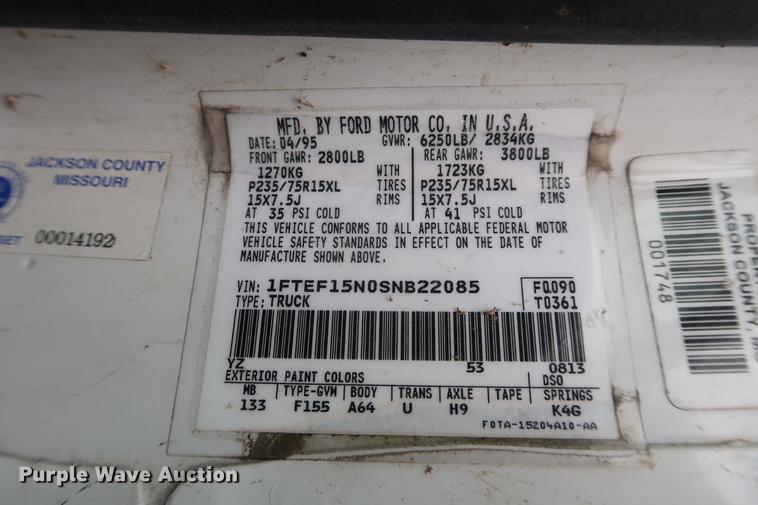 MFD. BY FORD MOTOR CO. IN U.S.A.
DATE: 04/95 GVWR: 6250LB/ 2834KG
FRONT GAWR: 2800LB REAR GAWR: 3800LB
1270KG WITH 1723KG WITH
P235/75R15XL TIRES P235/75R15XL TIRES
15X7.5J RIMS 15X7.5J RIMS
AT 35 PSI COLD AT 41 PSI COLD
THIS VEHICLE CONFORMS TO ALL APPLICABLE FEDERAL MOTOR
VEHICLE SAFETY STANDARDS IN EFFECT ON THE DATE OF
MANUFACTURE SHOWN ABOVE.
VIN: 1FTEF15N0SNB22085 F0090
TYPE: TRUCK T0361
YZ 53 0813
EXTERIOR PAINT COLORS DSO
WB TYPE-GVW BODY TRANS AXLE TAPE SPRINGS
133 F155 A64 U H9 K4G
F0TA-15204A10-AA
JACKSON COUNTY
MISSOURI
00014192
JACKSON COUNTY,
001748
Purple Wave Auction
Purple Wave Auction